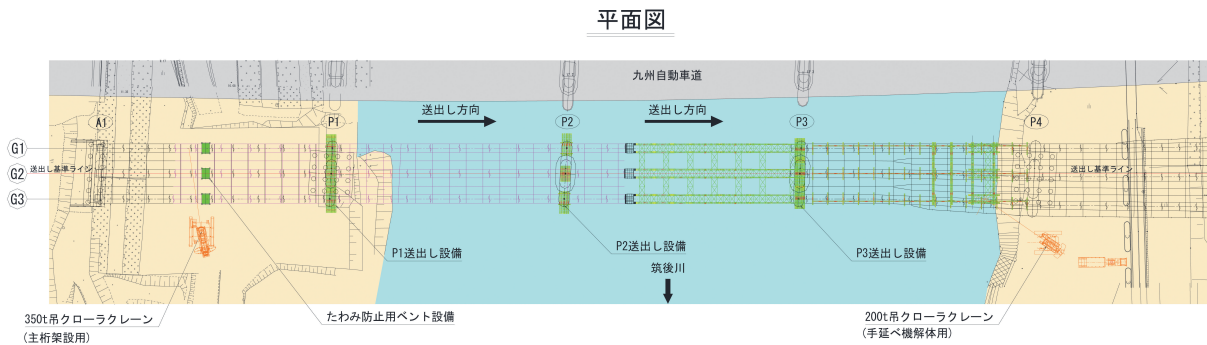 平面図
九州自動車道
送出し方向
送出し方向
A1
P1
P2
P3
P4
G1
G2
G3
送出し基準ライン
送出し基準ライン
P1送出し設備
P2送出し設備
P3送出し設備
筑後川
350t吊クローラクレーン
(主桁架設用)
たわみ防止用ベント設備
200t吊クローラクレーン
(手延べ機解体用)